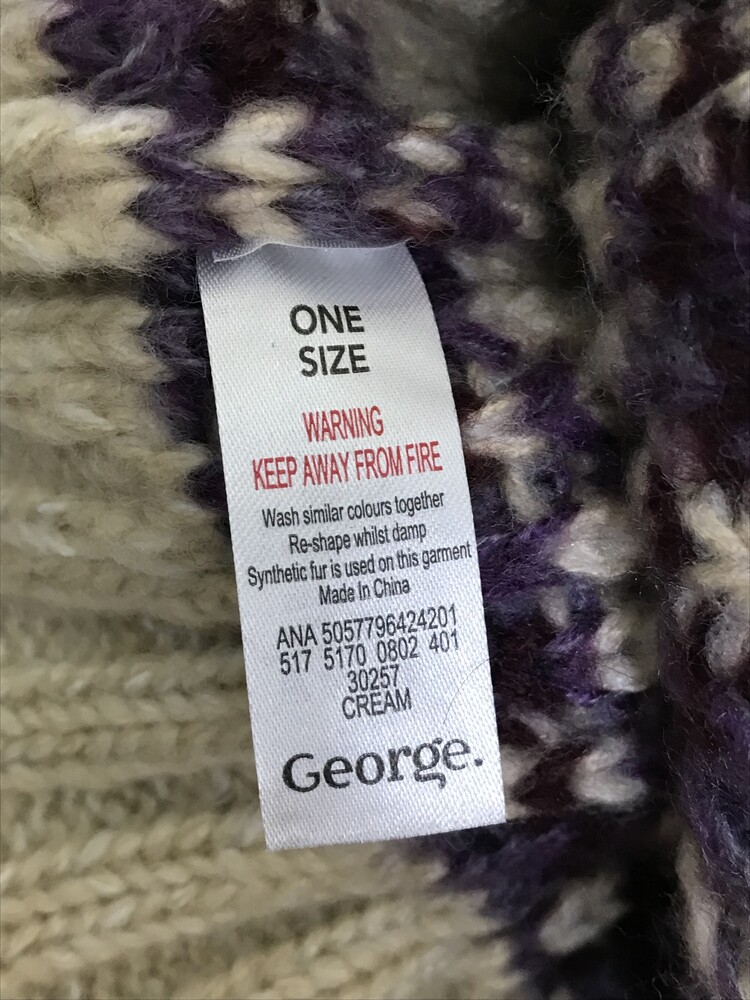 ONE
SIZE
WARNING
KEEP AWAY FROM FIRE
Wash similar colours together
Re-shape whilst damp
Synthetic fur is used on this garment
Made In China
ANA 5057796424201
517 5170 0802 401
30257
CREAM
George.